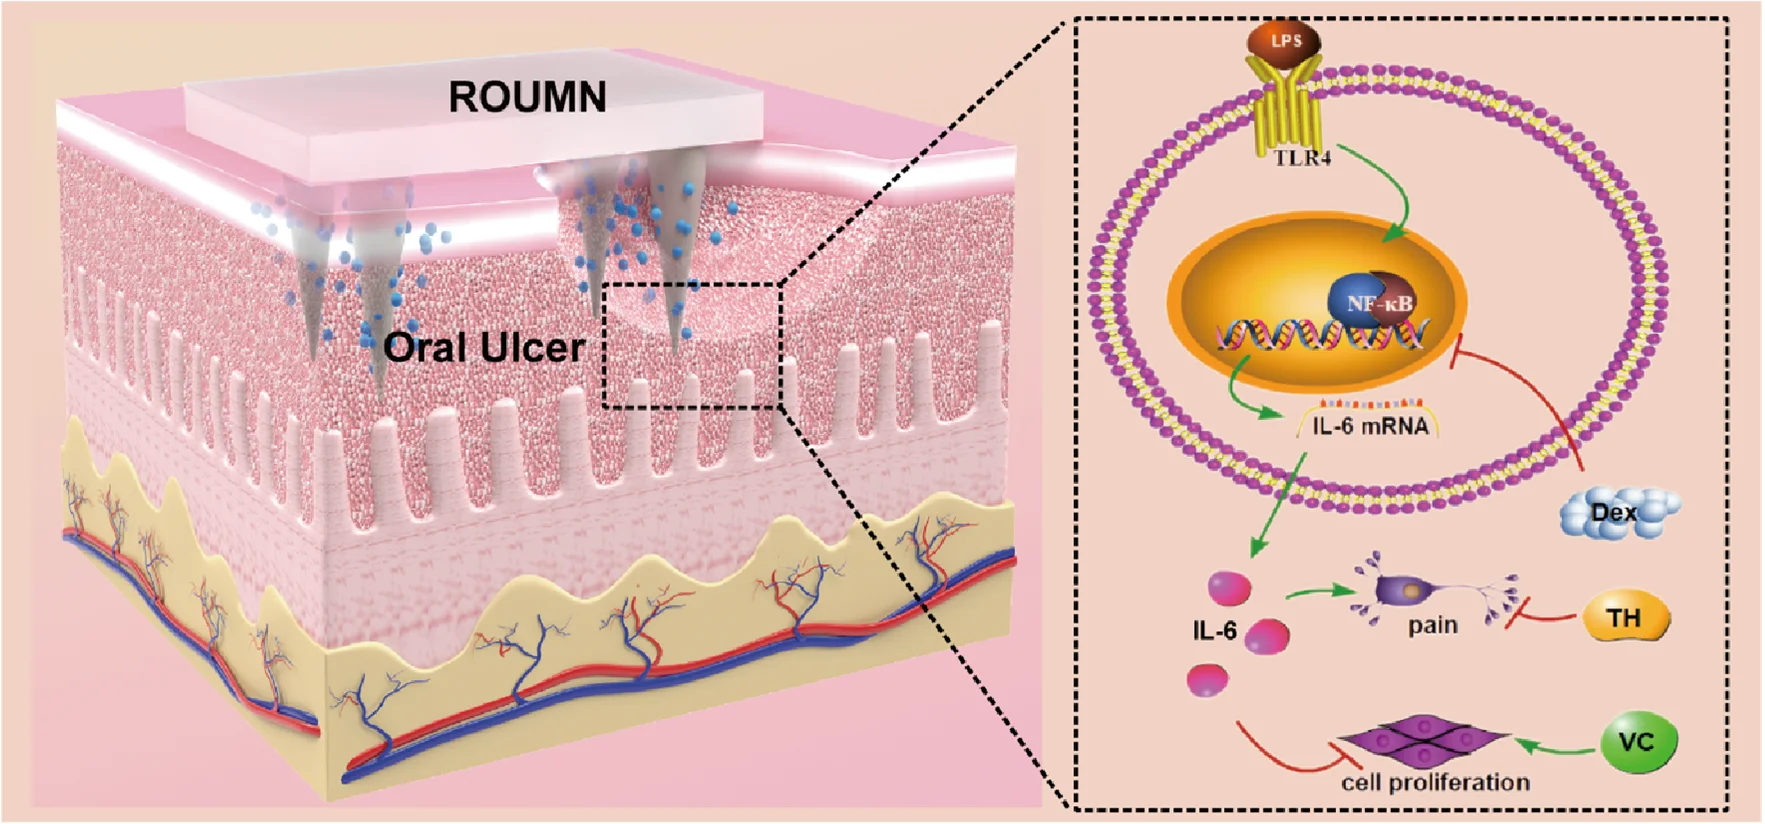 ROUMN
Oral Ulcer
LPS
TLR4
NF-κB
IL-6 mRNA
Dex
IL-6
pain
TH
VC
cell proliferation